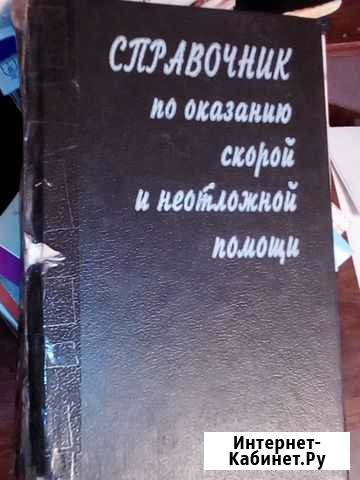 СПРАВОЧНИК
по оказанию
скорой
и неотложной
помощи
Интернет-
Кабинет.Ру